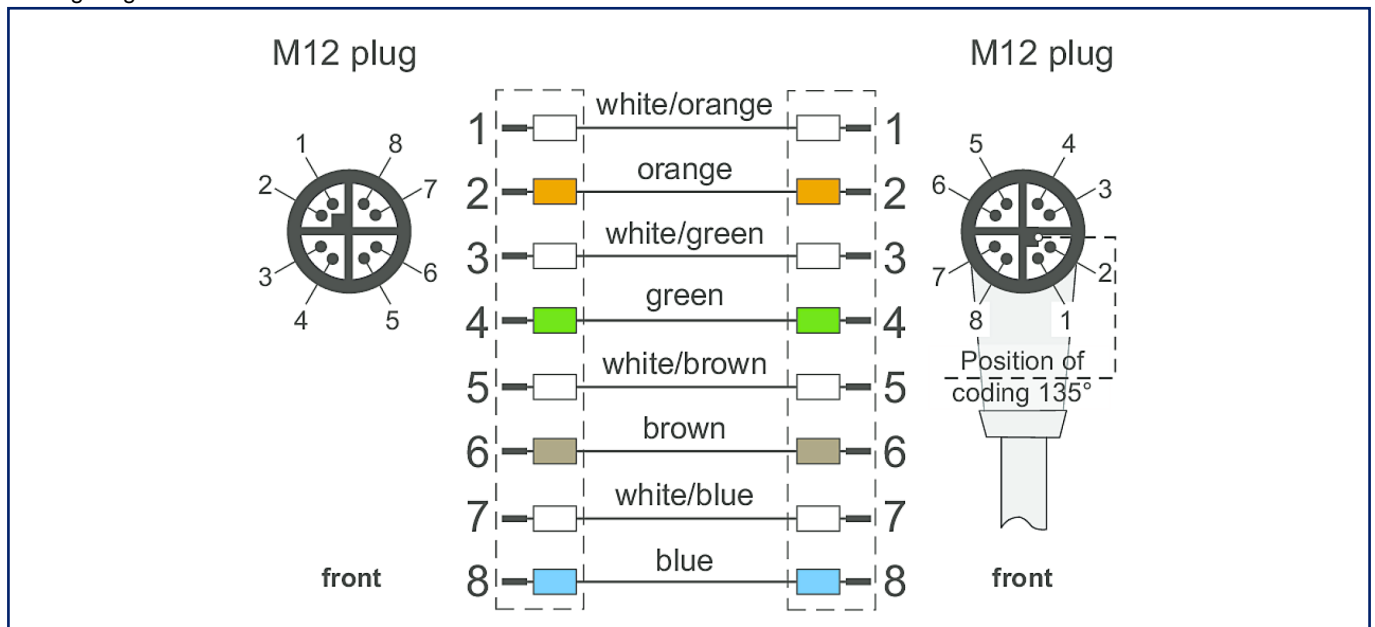 M12 plug
M12 plug
1 white/orange 1
2 orange 2
3 white/green 3
4 green 4
5 white/brown 5
6 brown 6
7 white/blue 7
8 blue 8
1 8
2 7
3 6
4 5
5 4
6 3
7 2
8 1
Position of
coding 135°
front
front